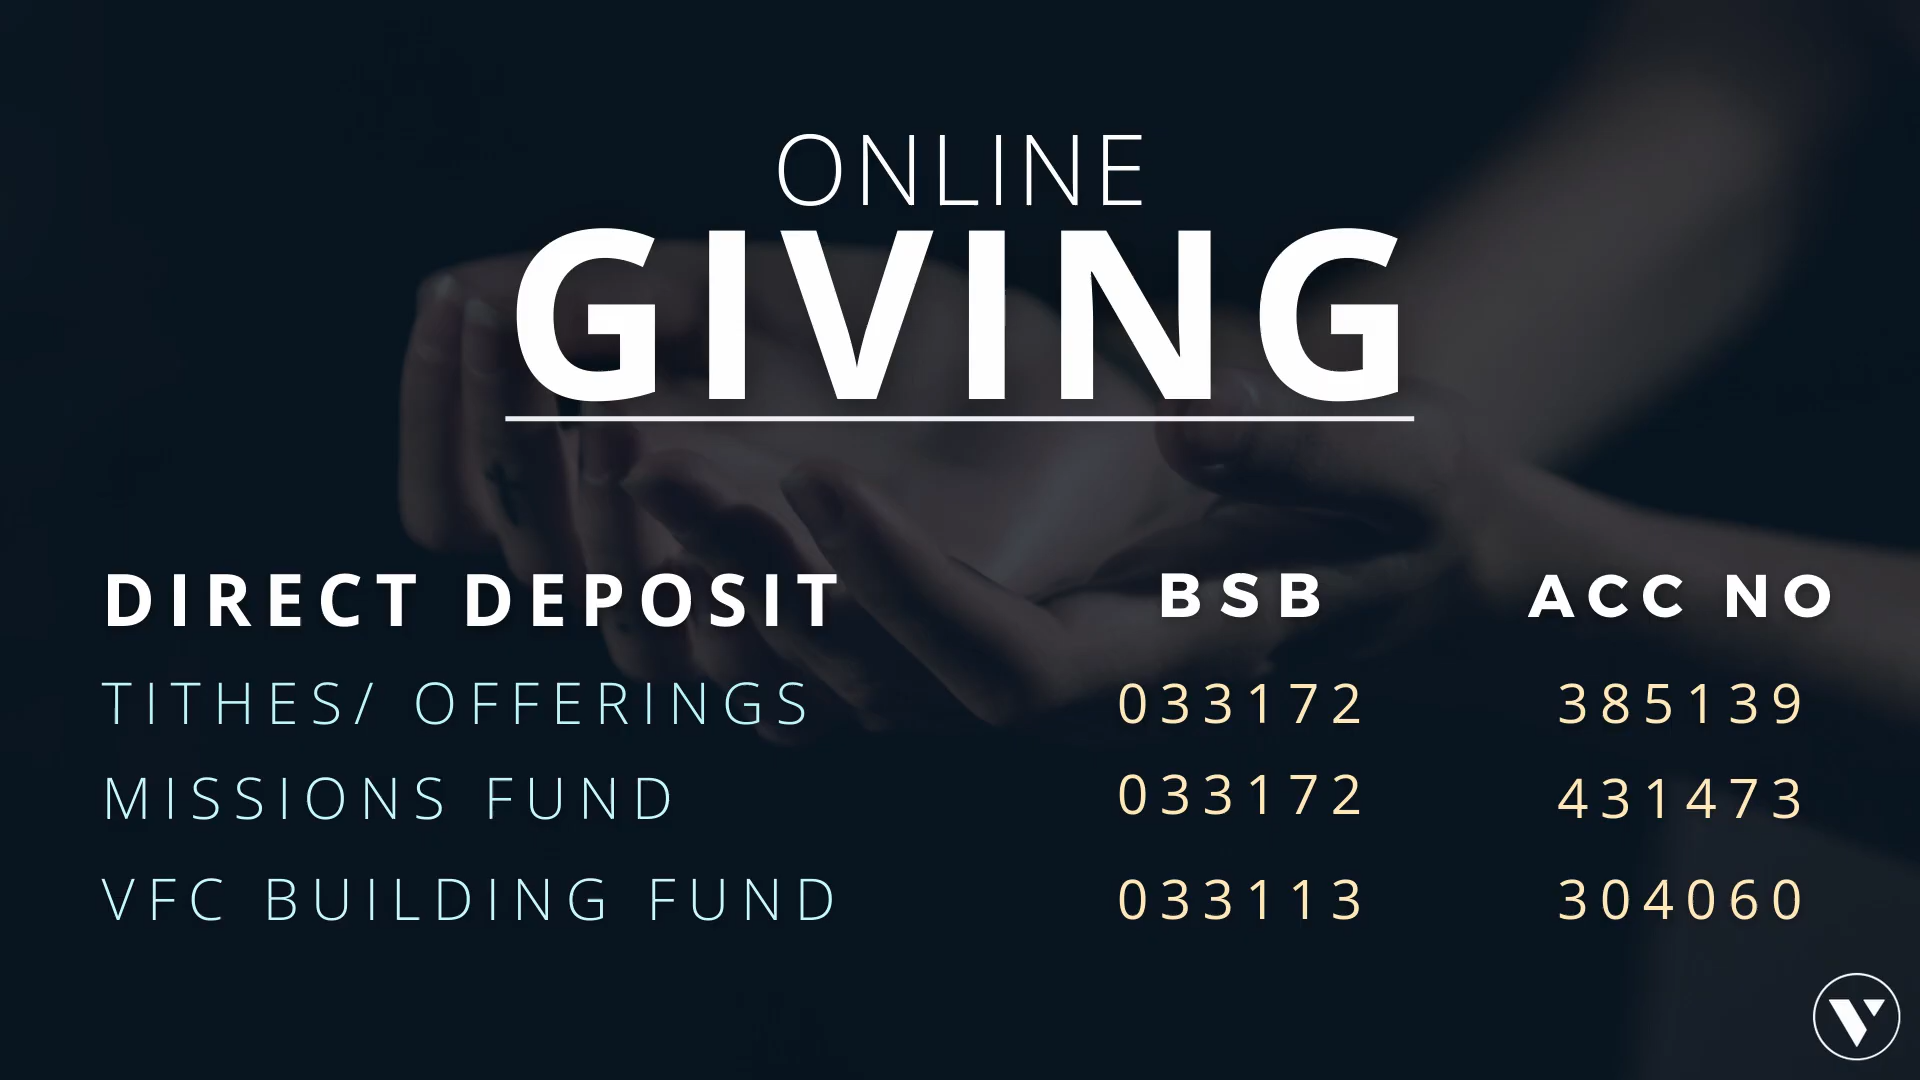 ONLINE
GIVING
DIRECT DEPOSIT BSB ACC NO
TITHES/ OFFERINGS 033172 385139
MISSIONS FUND 033172 431473
VFC BUILDING FUND 033113 304060